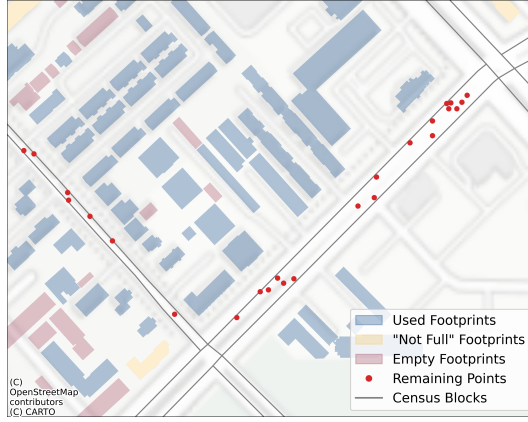 Used Footprints
"Not Full" Footprints
Empty Footprints
Remaining Points
Census Blocks
(C)
OpenStreetMap
contributors
(C) CARTO